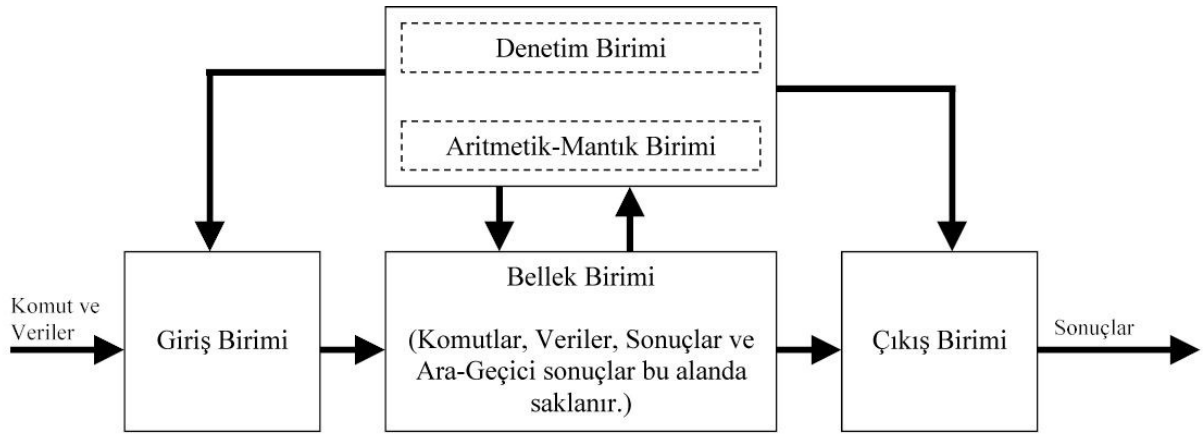 Denetim Birimi
Aritmetik-Mantık Birimi
Komut ve
Veriler
Giriş Birimi
Bellek Birimi
(Komutlar, Veriler, Sonuçlar ve
Ara-Geçici sonuçlar bu alanda
saklanır.)
Çıkış Birimi
Sonuçlar